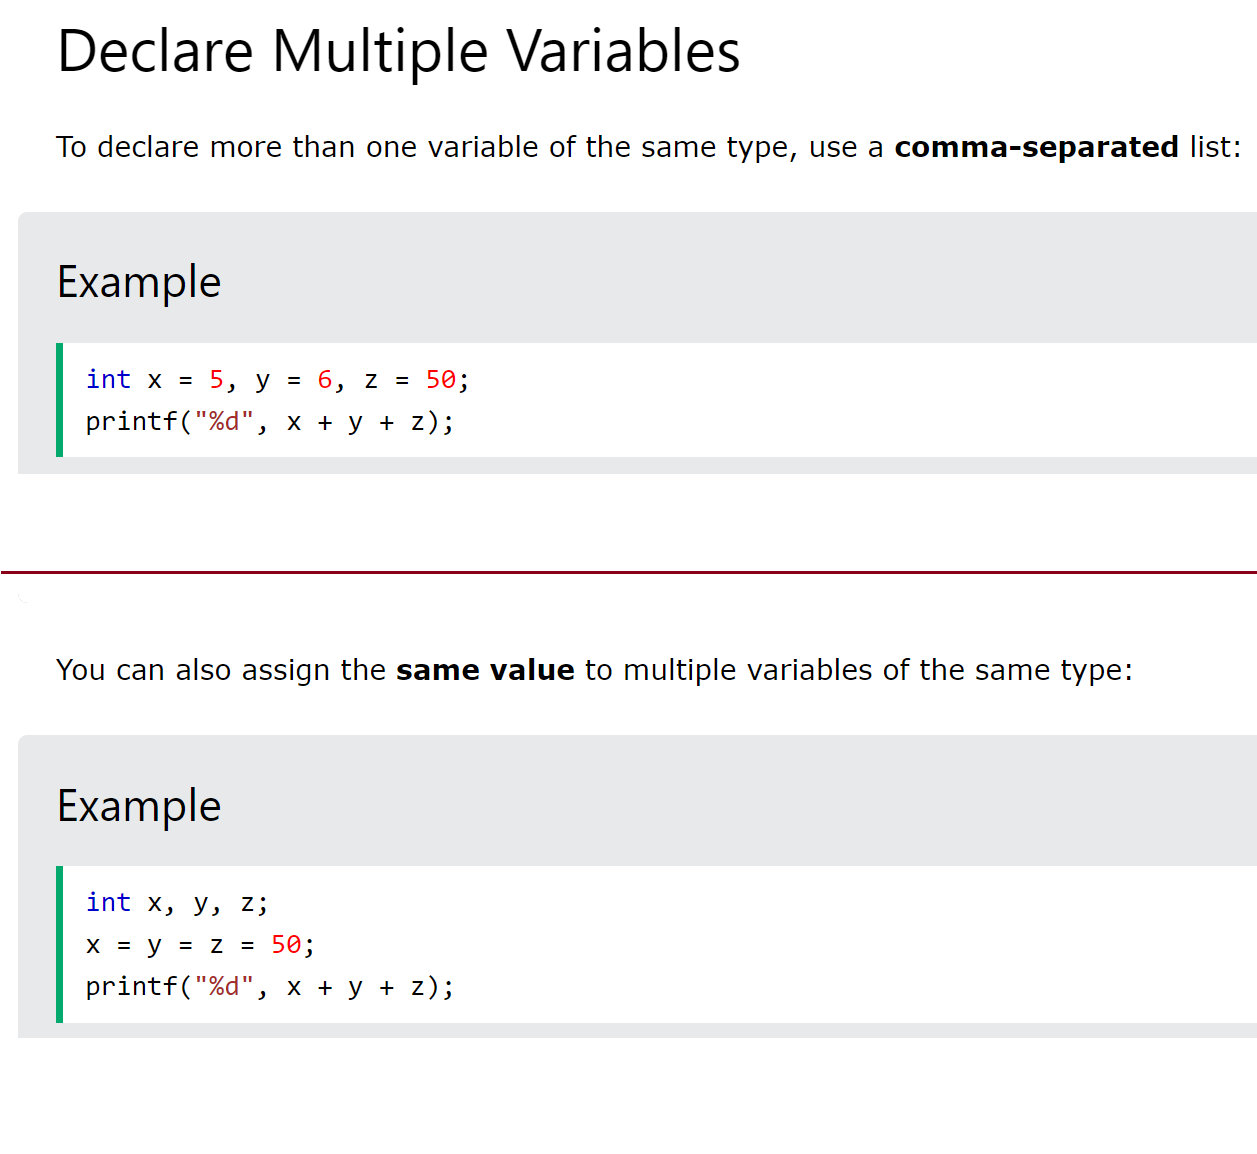 Declare Multiple Variables
To declare more than one variable of the same type, use a comma-separated list:
Example
int x = 5, y = 6, z = 50;
printf("%d", x + y + z);
You can also assign the same value to multiple variables of the same type:
Example
int x, y, z;
x = y = z = 50;
printf("%d", x + y + z);